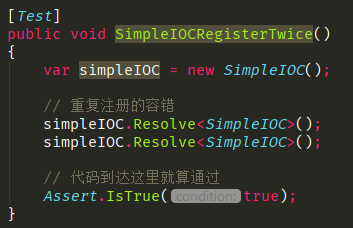 [Test]
public void SimpleIOCRegisterTwice()
{
var simpleIOC = new SimpleIOC();
// 重复注册的容错
simpleIOC.Resolve<SimpleIOC>();
simpleIOC.Resolve<SimpleIOC>();
// 代码到达这里就算通过
Assert.IsTrue(condition:true);
}